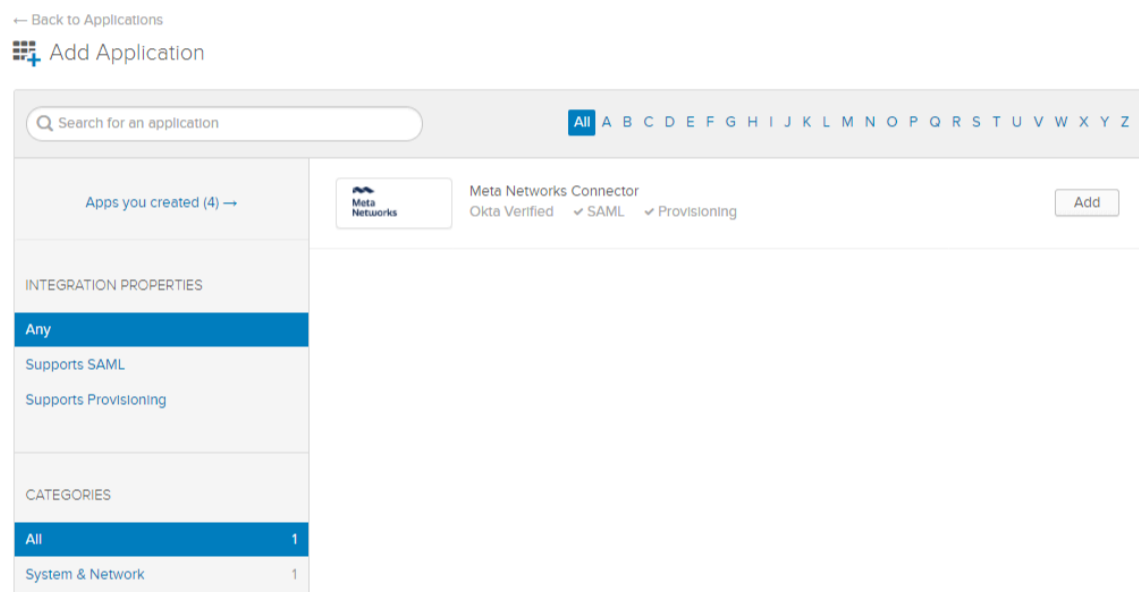 ← Back to Applications
Add Application
Search for an application
All A B C D E F G H I J K L M N O P Q R S T U V W X Y Z
Apps you created (4) →
Meta Networks
Meta Networks Connector
Okta Verified ✔ SAML ✔ Provisioning
Add
INTEGRATION PROPERTIES
Any
Supports SAML
Supports Provisioning
CATEGORIES
All 1
System & Network 1